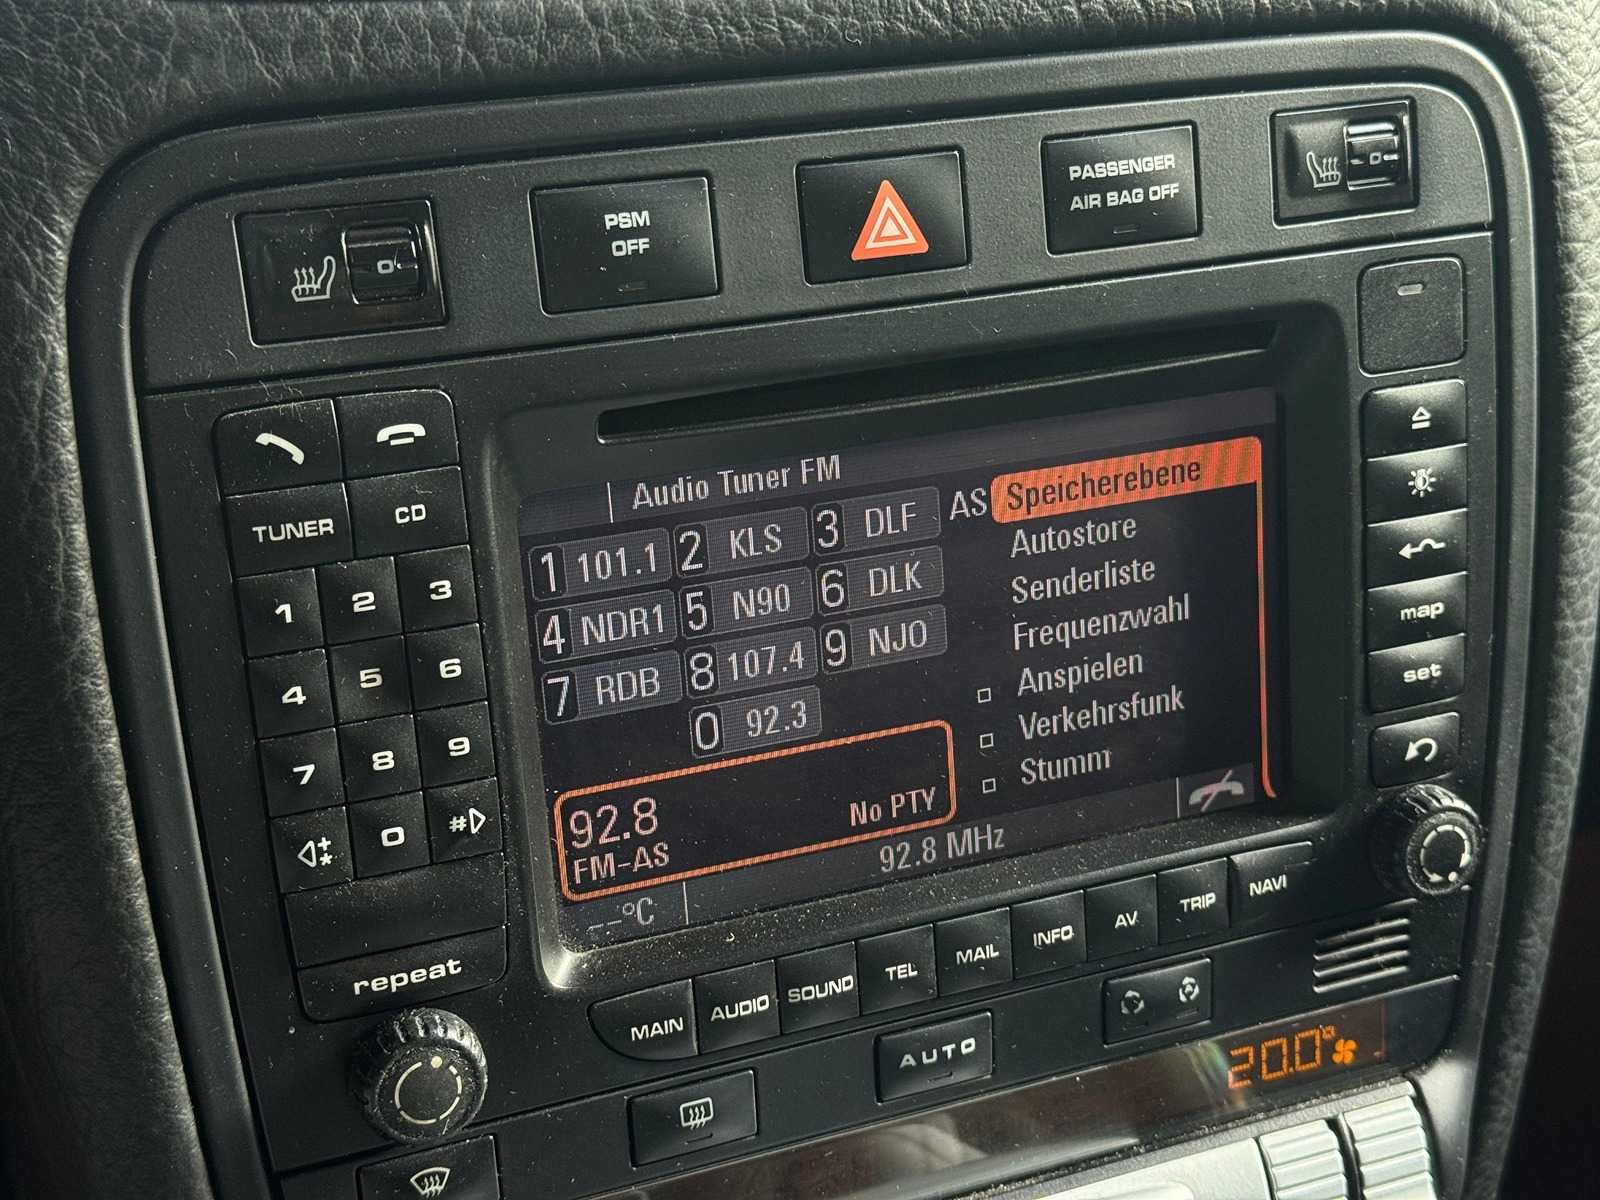 PSM
OFF
PASSENGER
AIR BAG OFF
0
0
TUNER
CD
1
2
3
4
5
6
7
8
9
0
#
repeat
Audio Tuner FM
1 101.1 2 KLS 3 DLF AS
4 NDR1 5 N90 6 DLK
7 RDB 8 107.4 9 NJO
0 92.3
92.8
No PTY
FM-AS
92.8 MHz
--°C
Speicherebene
Autostore
Senderliste
Frequenzwahl
Anspielen
Verkehrsfunk
Stumm
map
set
MAIN
AUDIO
SOUND
TEL
MAIL
INFO
AV
TRIP
NAVI
AUTO
20.0°